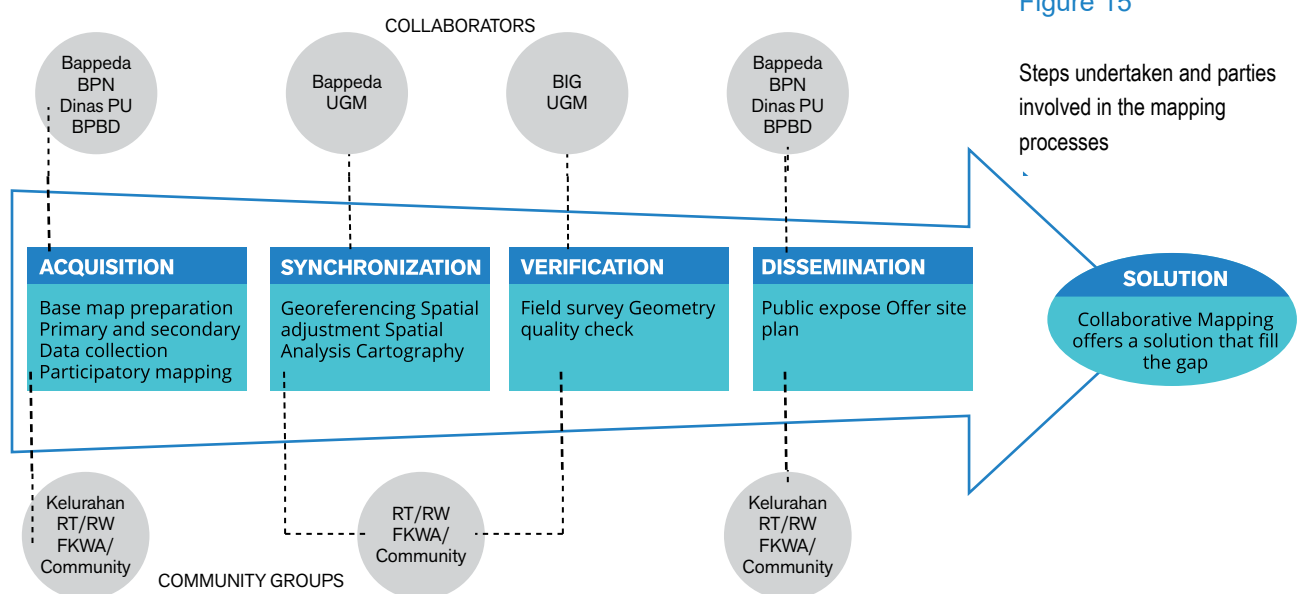 Figure 15
Steps undertaken and parties
involved in the mapping
processes
COLLABORATORS
Bappeda
BPN
Dinas PU
BPBD
Bappeda
UGM
BIG
UGM
Bappeda
BPN
Dinas PU
BPBD
ACQUISITION
Base map preparation
Primary and secondary
Data collection
Participatory mapping
SYNCHRONIZATION
Georeferencing Spatial
adjustment Spatial
Analysis Cartography
VERIFICATION
Field survey Geometry
quality check
DISSEMINATION
Public expose Offer site
plan
SOLUTION
Collaborative Mapping
offers a solution that fill
the gap
Kelurahan
RT/RW
FKWA/
Community
RT/RW
FKWA/
Community
Kelurahan
RT/RW
FKWA/
Community
COMMUNITY GROUPS